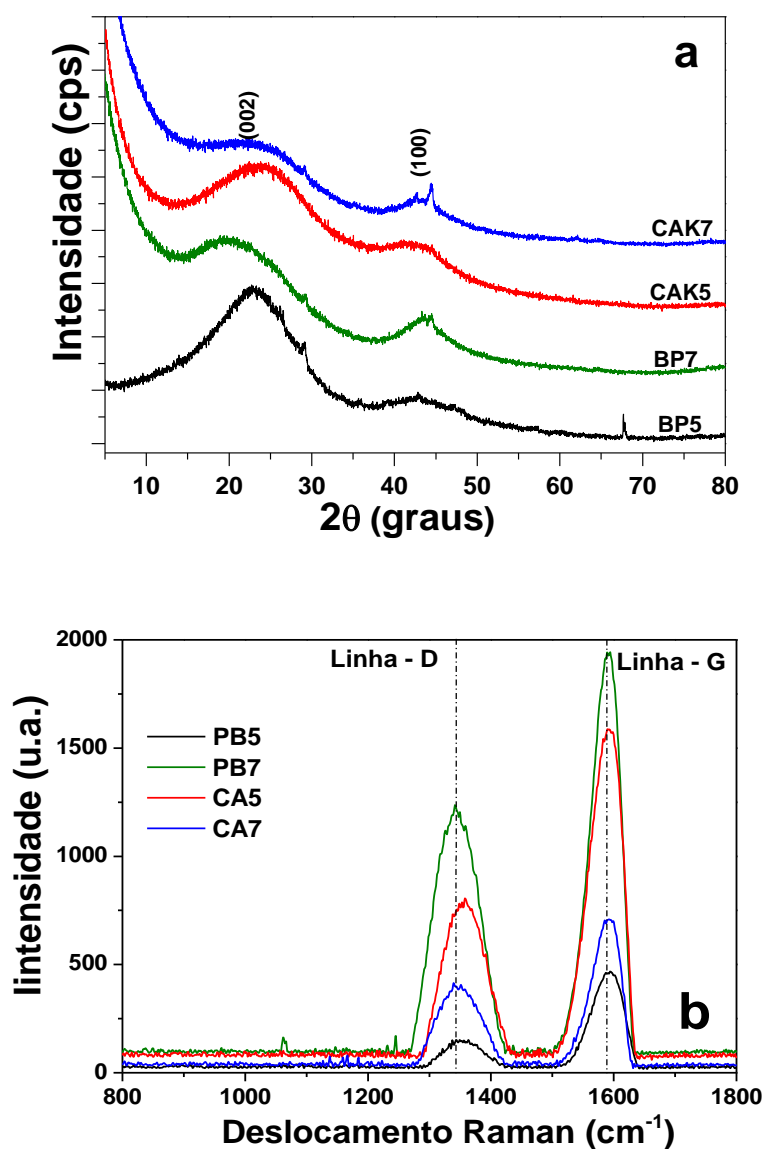 a
Intensidade (cps)
(002)
(100)
CAK7
CAK5
BP7
BP5
10 20 30 40 50 60 70 80
2θ (graus)
2000
1500
1000
500
0
Linha - D
Linha - G
PB5
PB7
CA5
CA7
Iintensidade (u.a.)
b
800 1000 1200 1400 1600 1800
Deslocamento Raman (cm⁻¹)